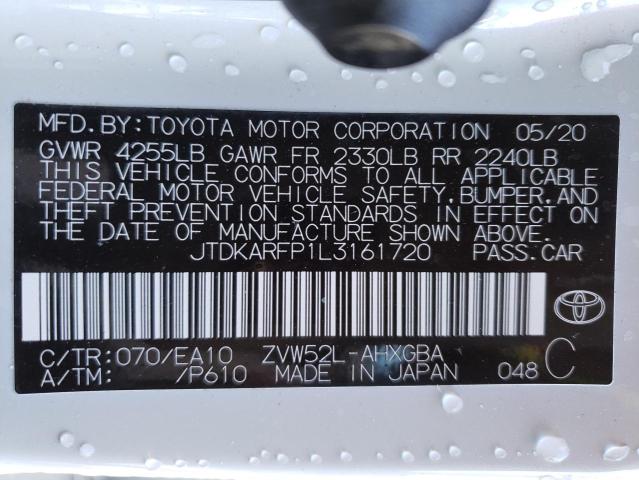 MFD.BY:TOYOTA MOTOR CORPORATION 05/20
GVWR 4255LB GAWR FR 2330LB RR 2240LB
THIS VEHICLE CONFORMS TO ALL APPLICABLE
FEDERAL MOTOR VEHICLE SAFETY,BUMPER,AND
THEFT PREVENTION STANDARDS IN EFFECT ON
THE DATE OF MANUFACTURE SHOWN ABOVE.
JTDKARFP1L3161720 PASS.CAR
C/TR:070/EA10 ZVW52L-AHXGBA
A/TM: /P610 MADE IN JAPAN 048 C